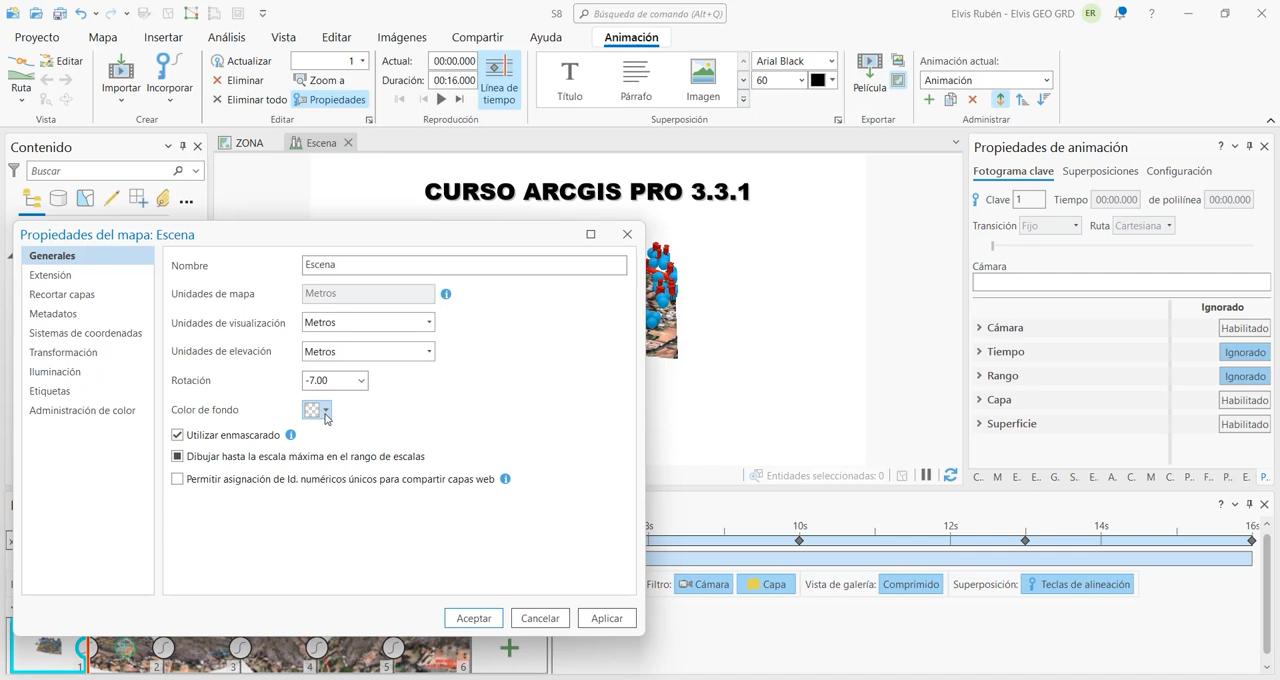 S8
Búsqueda de comando (Alt+Q)
Elvis Rubén - Elvis GEO GRD
ER
?
Proyecto
Mapa
Insertar
Análisis
Vista
Editar
Imágenes
Compartir
Ayuda
Animación
Ruta
Editar
Vista
Importar
Incorporar
Crear
Actualizar
1
Eliminar
Zoom a
Eliminar todo
Propiedades
Editar
Actual:
00:00.000
Duración:
00:16.000
Línea de
tiempo
Reproducción
Título
Párrafo
Imagen
Arial Black
60
Superposición
Película
Exportar
Animación actual:
Animación
Administrar
Contenido
Buscar
ZONA
Escena
CURSO ARCGIS PRO 3.3.1
Propiedades del mapa: Escena
Generales
Extensión
Recortar capas
Metadatos
Sistemas de coordenadas
Transformación
Iluminación
Etiquetas
Administración de color
Nombre
Escena
Unidades de mapa
Metros
Unidades de visualización
Metros
Unidades de elevación
Metros
Rotación
-7.00
Color de fondo
Utilizar enmascarado
Dibujar hasta la escala máxima en el rango de escalas
Permitir asignación de Id. numéricos únicos para compartir capas web
Aceptar
Cancelar
Aplicar
Entidades seleccionadas: 0
Propiedades de animación
?
Fotograma clave
Superposiciones
Configuración
Clave
1
Tiempo
00:00.000
de polilínea
00:00.000
Transición
Fijo
Ruta
Cartesiana
Cámara
Ignorado
Cámara
Habilitado
Tiempo
Ignorado
Rango
Ignorado
Capa
Habilitado
Superficie
Habilitado
C.. M E.. E.. G.. S.. E.. A.. C.. M C.. P.. F.. P.. E. P..
?
8s
10s
12s
14s
16s
Filtro:
Cámara
Capa
Vista de galería:
Comprimido
Superposición:
Teclas de alineación
1
2
3
4
5
6